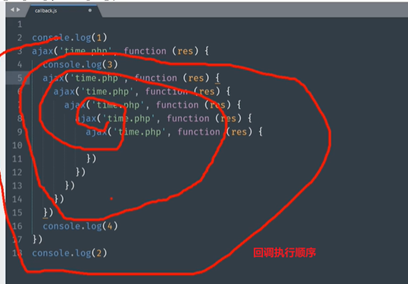 callback.js
1
2 console.log(1)
3 ajax('time.php', function (res) {
4 console.log(3)
5 ajax('time.php', function (res) {
6 ajax('time.php', function (res) {
7 ajax('time.php', function (res) {
8 ajax('time.php', function (res) {
9 ajax('time.php', function (res) {
10
11 })
12 })
13 })
14 })
15 })
16 console.log(4)
17 })
18 console.log(2)
回调执行顺序